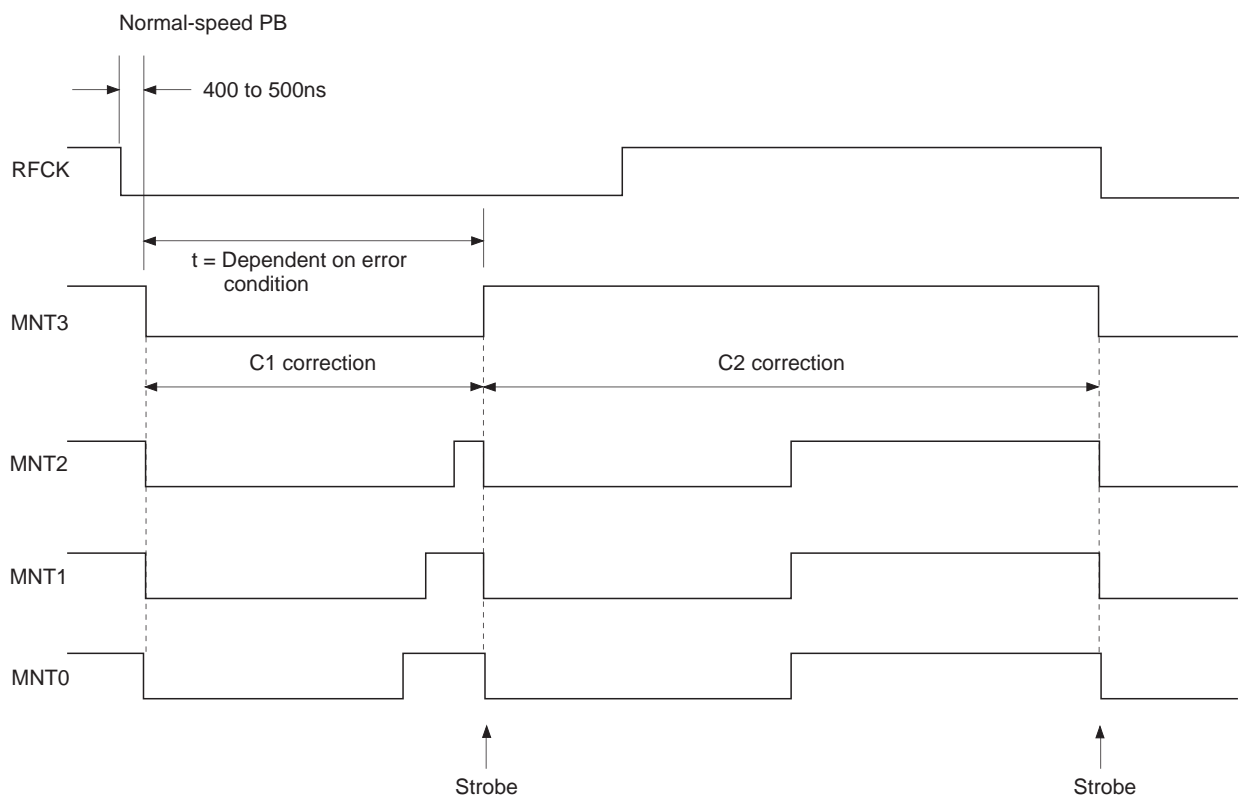 Normal-speed PB
400 to 500ns
RFCK
t = Dependent on error
condition
MNT3
C1 correction
C2 correction
MNT2
MNT1
MNT0
Strobe
Strobe